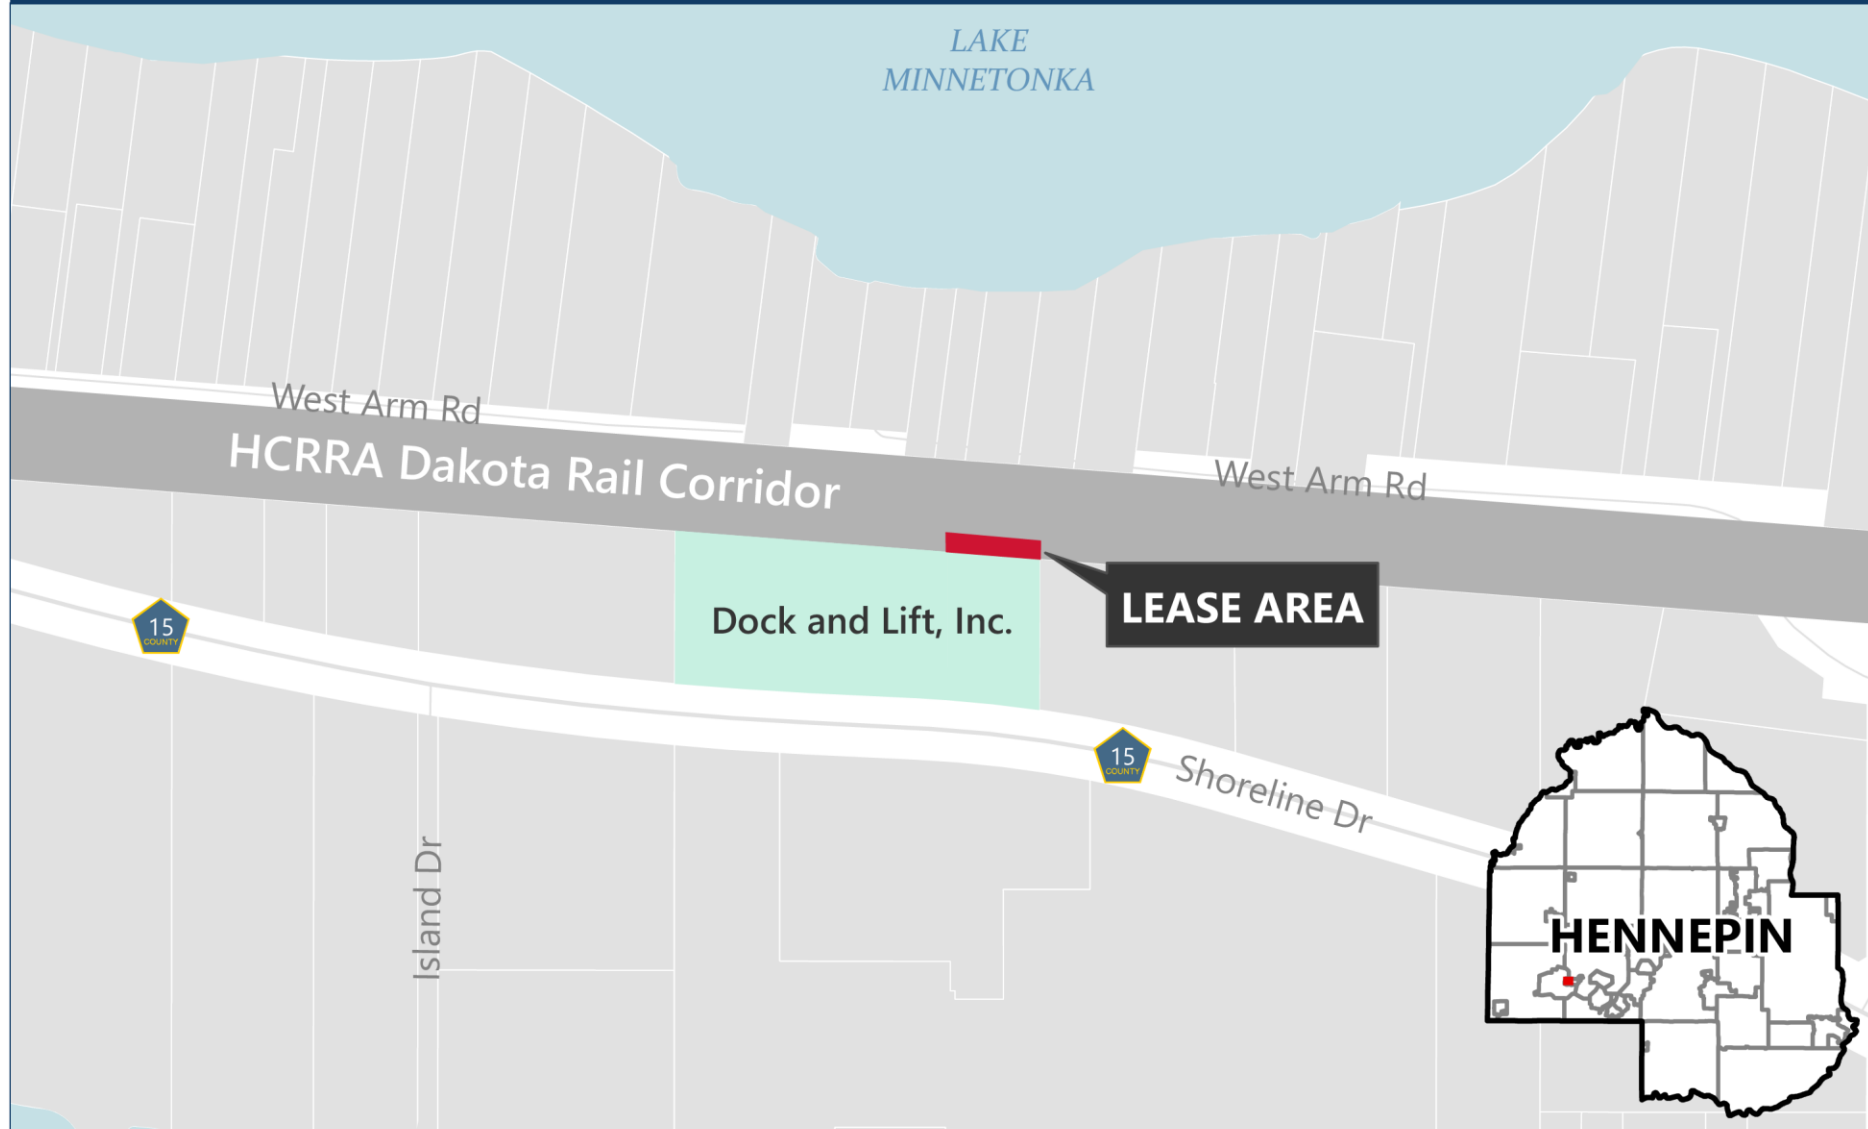 LAKE
MINNETONKA
West Arm Rd
HCRRA Dakota Rail Corridor
West Arm Rd
LEASE AREA
Dock and Lift, Inc.
15
COUNTY
15
COUNTY
Shoreline Dr
Island Dr
HENNEPIN